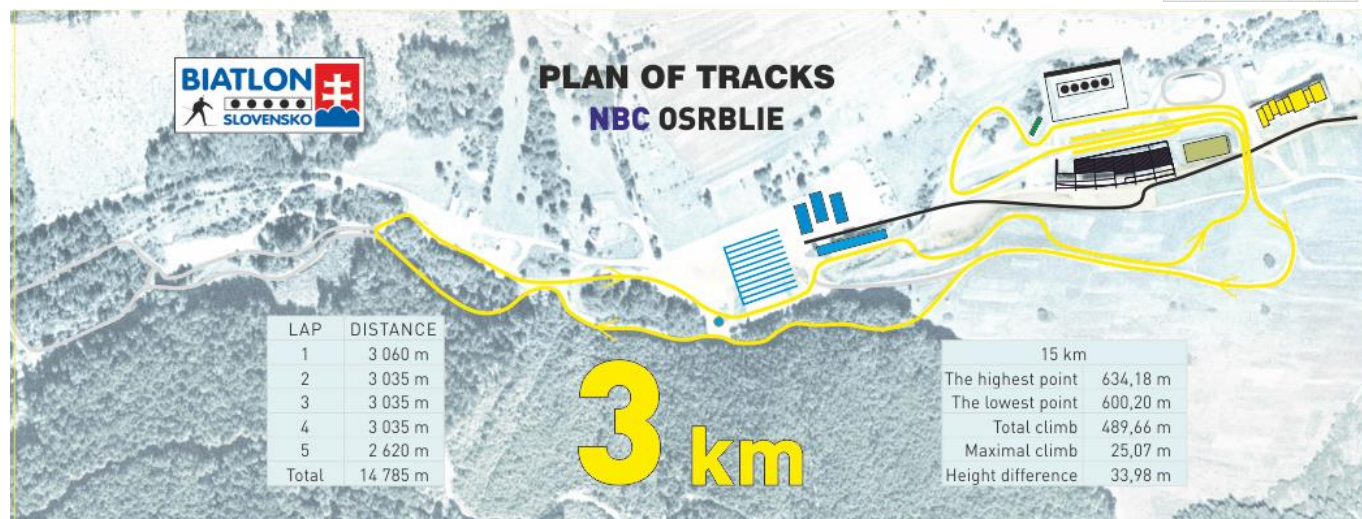 BIATLON
SLOVENSKO
PLAN OF TRACKS
NBC OSRBLIE
LAP DISTANCE
1 3 060 m
2 3 035 m
3 3 035 m
4 3 035 m
5 2 620 m
Total 14 785 m
3 km
15 km
The highest point 634,18 m
The lowest point 600,20 m
Total climb 489,66 m
Maximal climb 25,07 m
Height difference 33,98 m